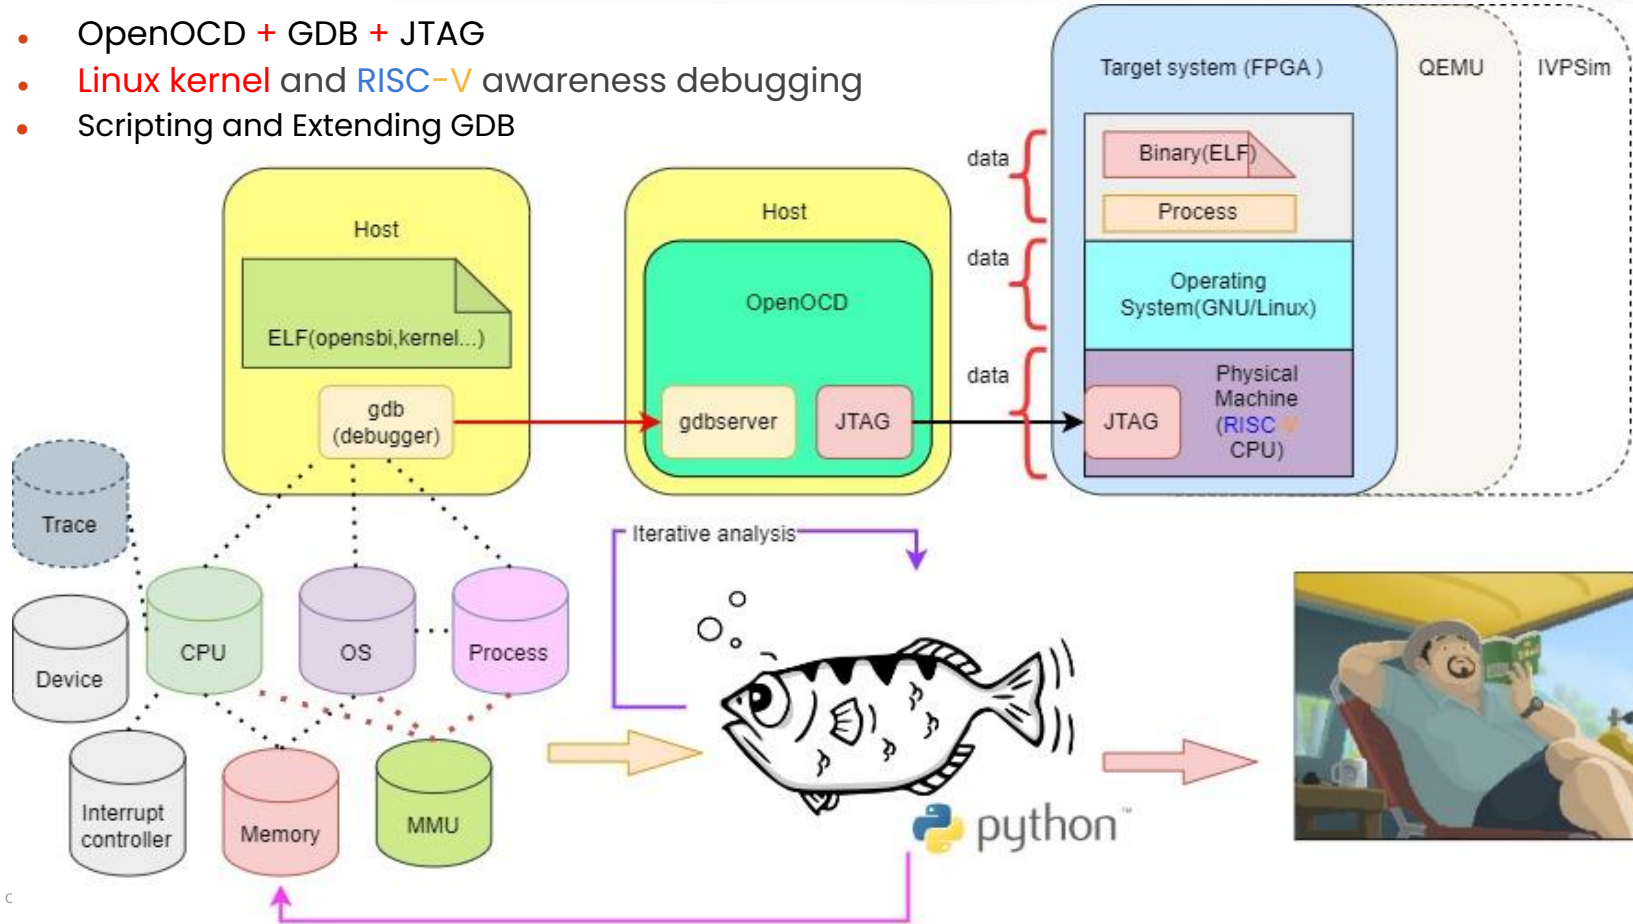 OpenOCD + GDB + JTAG
Linux kernel and RISC-V awareness debugging
Scripting and Extending GDB
Target system (FPGA )
QEMU
IVPSim
data
Binary(ELF)
Process
Host
Host
data
Operating
System(GNU/Linux)
OpenOCD
ELF(opensbi,kernel...)
data
Physical
Machine
(RISC-V
CPU)
gdb
(debugger)
gdbserver
JTAG
JTAG
Trace
Iterative analysis
CPU
OS
Process
Device
Interrupt
controller
Memory
MMU
python™